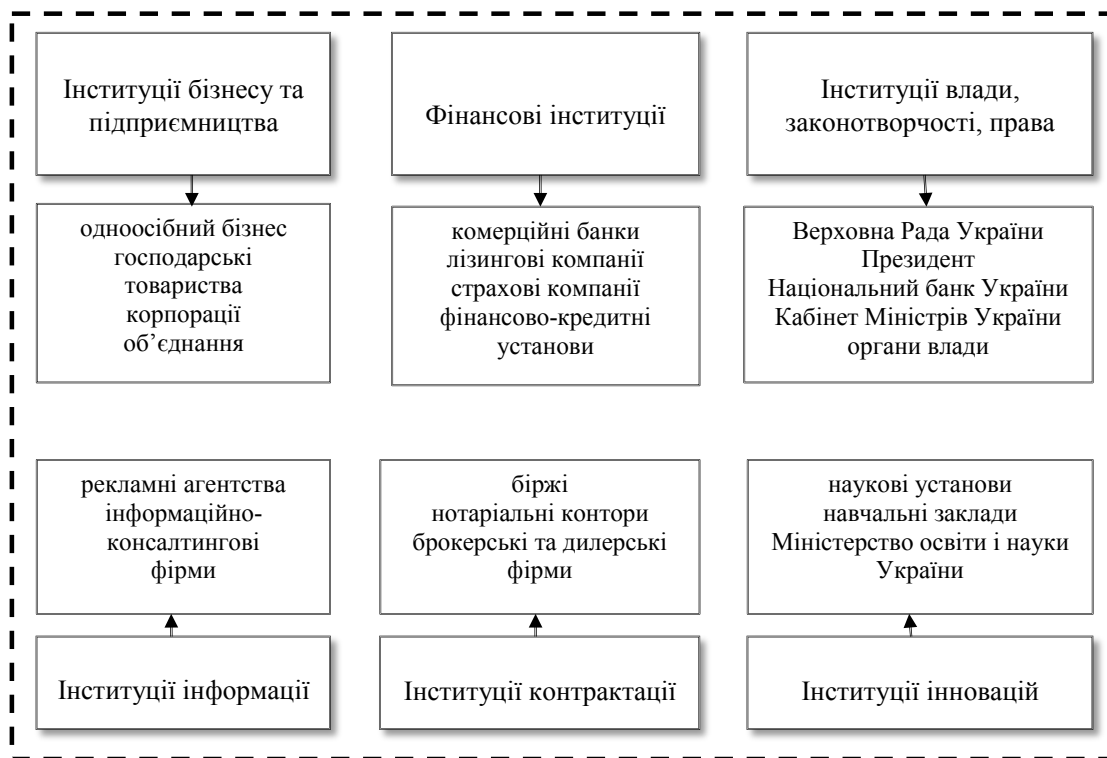 Інституції бізнесу та
підприємництва
Фінансові інституції
Інституції влади,
законотворчості, права
одноосібний бізнес
господарські
товариства
корпорації
об’єднання
комерційні банки
лізингові компанії
страхові компанії
фінансово-кредитні
установи
Верховна Рада України
Президент
Національний банк України
Кабінет Міністрів України
органи влади
рекламні агентства
інформаційно-
консалтингові
фірми
біржі
нотаріальні контори
брокерські та дилерські
фірми
наукові установи
навчальні заклади
Міністерство освіти і науки
України
Інституції інформації
Інституції контрактації
Інституції інновацій